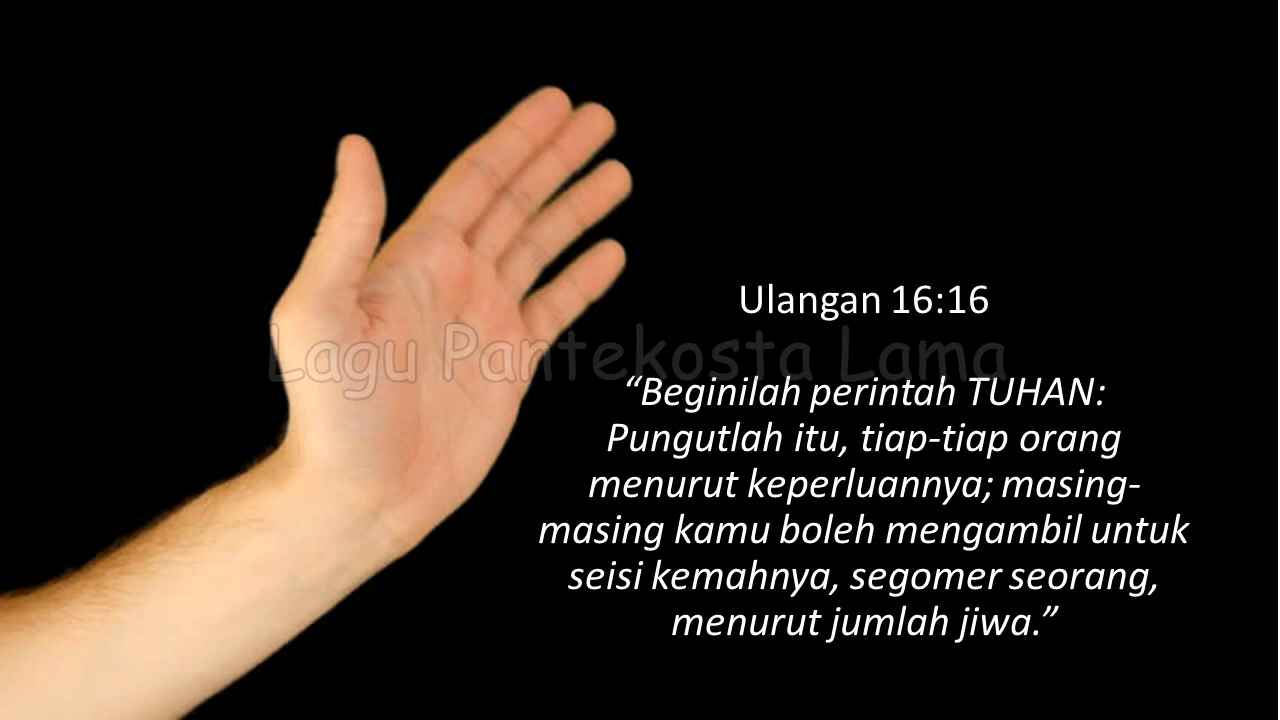 Ulangan 16:16
Lagu Pantekosta Lama
“Beginilah perintah TUHAN:
Pungutlah itu, tiap-tiap orang
menurut keperluannya; masing-
masing kamu boleh mengambil untuk
seisi kemahnya, segomer seorang,
menurut jumlah jiwa.”